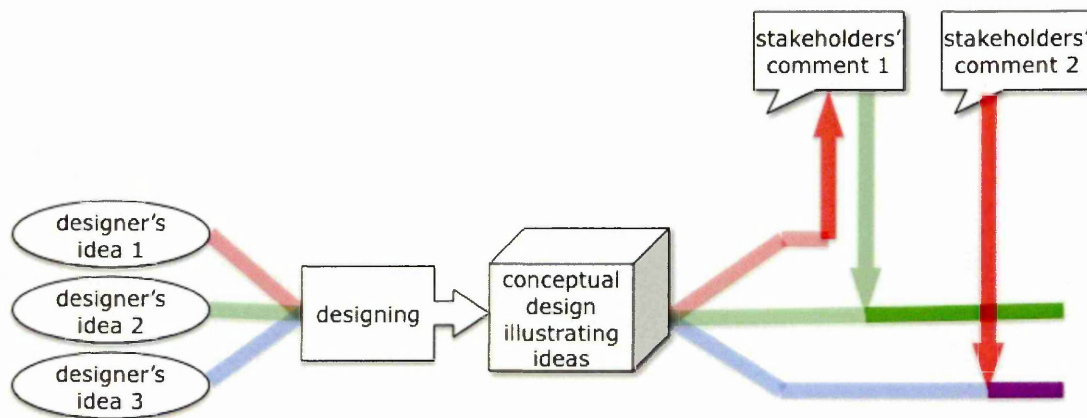 stakeholders'
comment 1
stakeholders'
comment 2
designer's
idea 1
designer's
idea 2
designer's
idea 3
designing
conceptual
design
illustrating
ideas